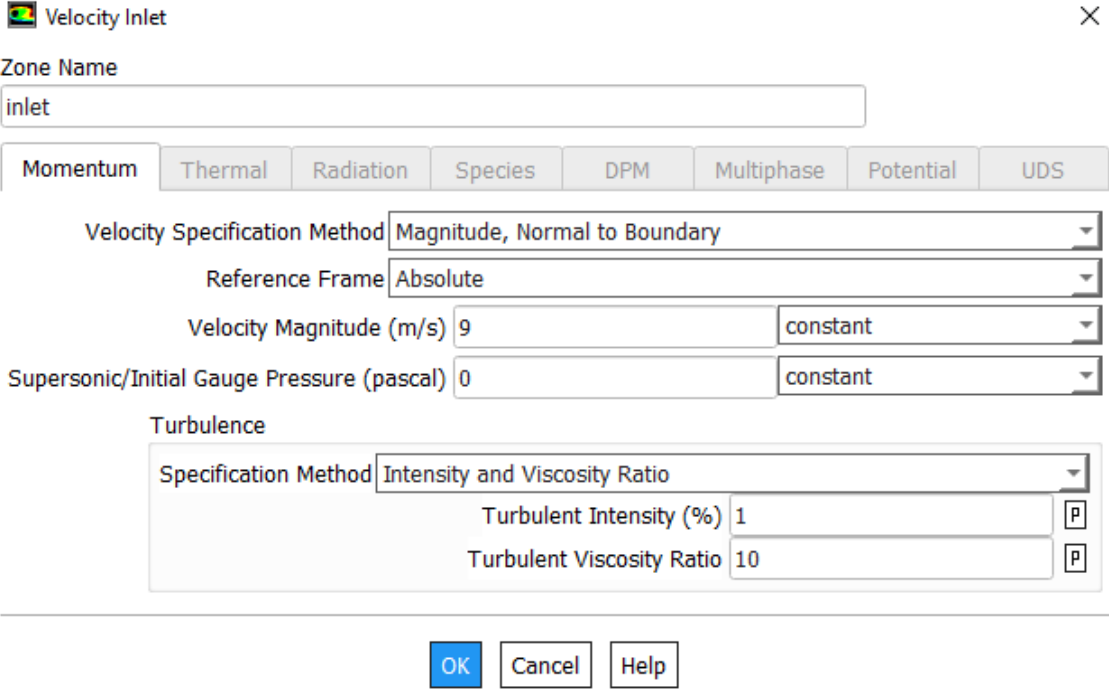 Velocity Inlet
Zone Name
inlet
Momentum Thermal Radiation Species DPM Multiphase Potential UDS
Velocity Specification Method Magnitude, Normal to Boundary
Reference Frame Absolute
Velocity Magnitude (m/s) 9 constant
Supersonic/Initial Gauge Pressure (pascal) 0 constant
Turbulence
Specification Method Intensity and Viscosity Ratio
Turbulent Intensity (%) 1 P
Turbulent Viscosity Ratio 10 P
OK Cancel Help